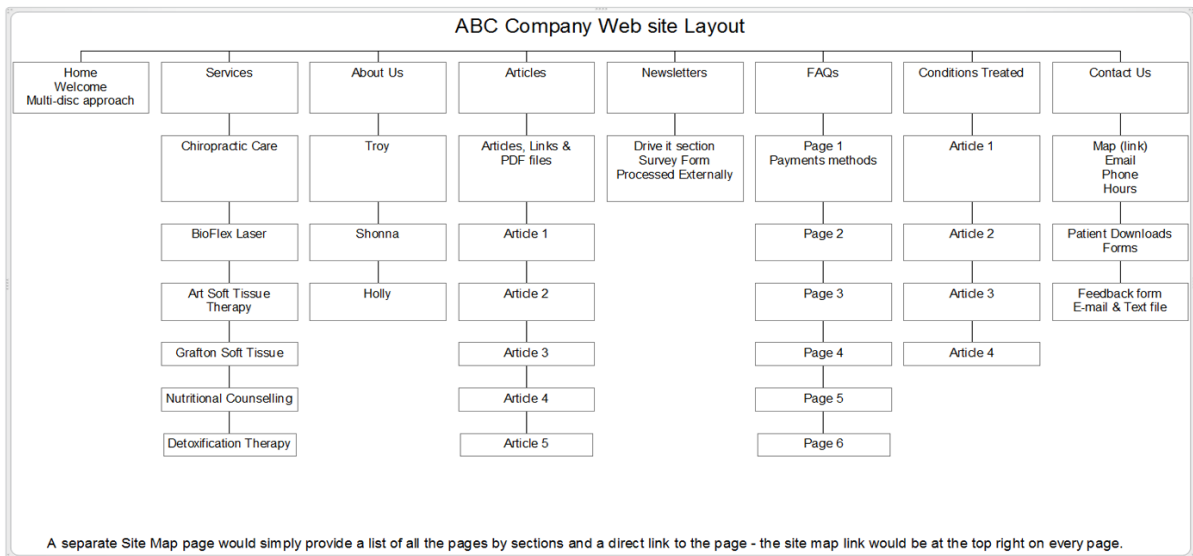 ABC Company Web site Layout
Home
Welcome
Multi-disc approach
Services
About Us
Articles
Newsletters
FAQs
Conditions Treated
Contact Us
Chiropractic Care
Troy
Articles, Links &
PDF files
Drive it section
Survey Form
Processed Externally
Page 1
Payments methods
Article 1
Map (link)
Email
Phone
Hours
BioFlex Laser
Shonna
Article 1
Page 2
Article 2
Patient Downloads
Forms
Art Soft Tissue
Therapy
Holly
Article 2
Page 3
Article 3
Feedback form
E-mail & Text file
Grafton Soft Tissue
Article 3
Page 4
Article 4
Nutritional Counselling
Article 4
Page 5
Detoxification Therapy
Article 5
Page 6
A separate Site Map page would simply provide a list of all the pages by sections and a direct link to the page - the site map link would be at the top right on every page.